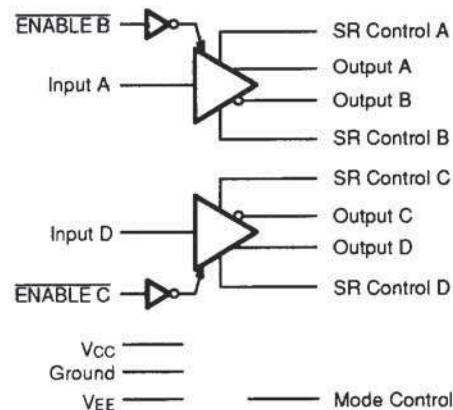 ENABLE B
Input A
SR Control A
Output A
Output B
SR Control B
SR Control C
Input D
Output C
Output D
ENABLE C
SR Control D
VCC
Ground
VEE
Mode Control